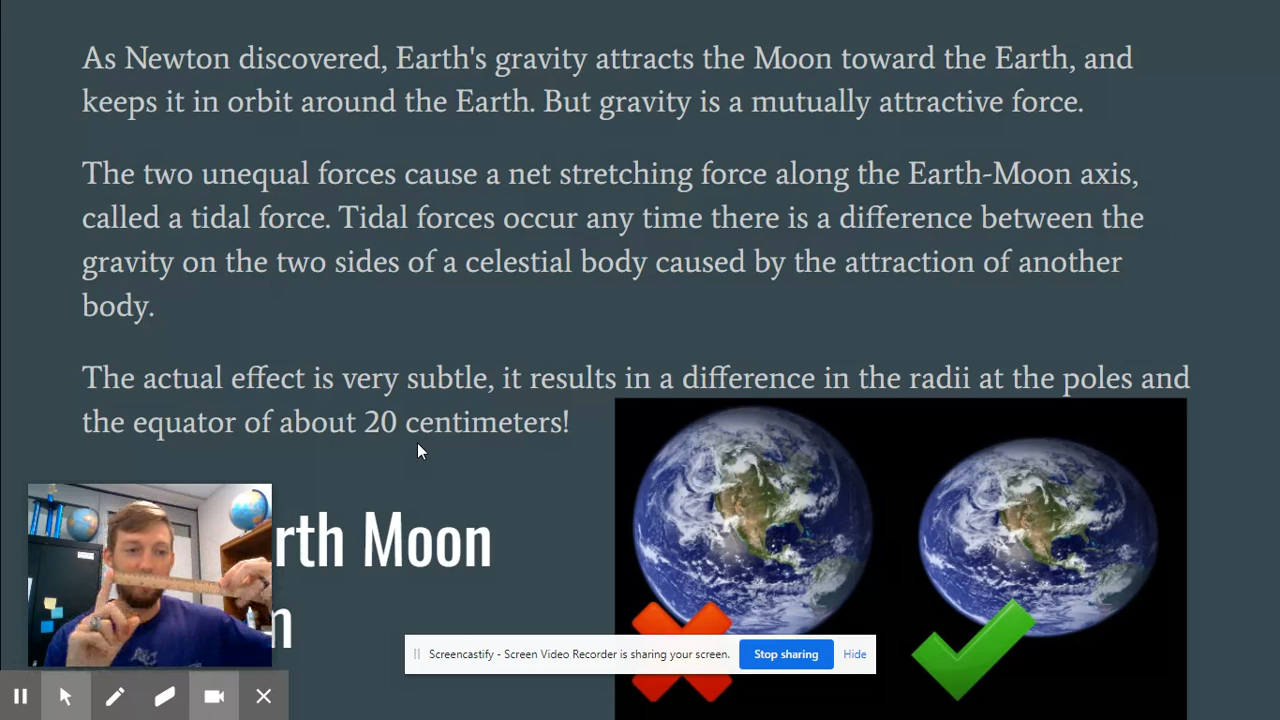 As Newton discovered, Earth's gravity attracts the Moon toward the Earth, and
keeps it in orbit around the Earth. But gravity is a mutually attractive force.
The two unequal forces cause a net stretching force along the Earth-Moon axis,
called a tidal force. Tidal forces occur any time there is a difference between the
gravity on the two sides of a celestial body caused by the attraction of another
body.
The actual effect is very subtle, it results in a difference in the radii at the poles and
the equator of about 20 centimeters!
rth Moon
Screencastify - Screen Video Recorder is sharing your screen. Stop sharing Hide